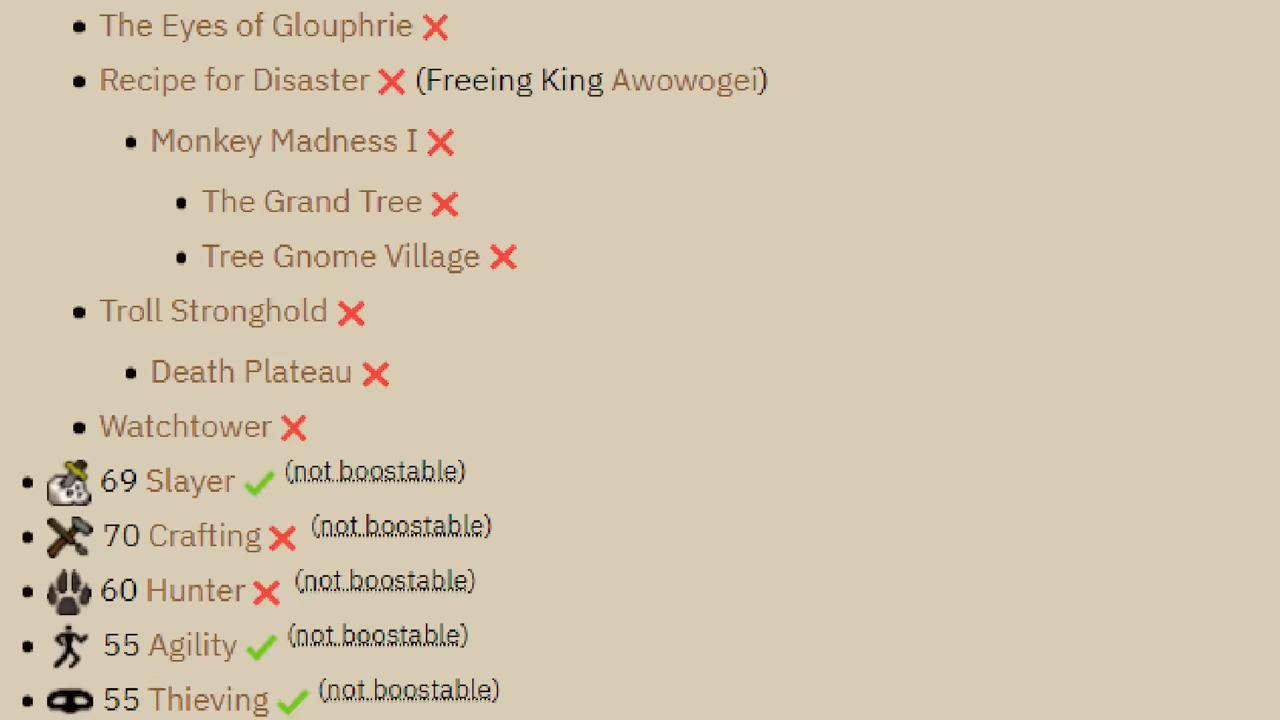 The Eyes of Glouphrie
Recipe for Disaster (Freeing King Awowogei)
Monkey Madness I
The Grand Tree
Tree Gnome Village
Troll Stronghold
Death Plateau
Watchtower
69 Slayer (not boostable)
70 Crafting (not boostable)
60 Hunter (not boostable)
55 Agility (not boostable)
55 Thieving (not boostable)